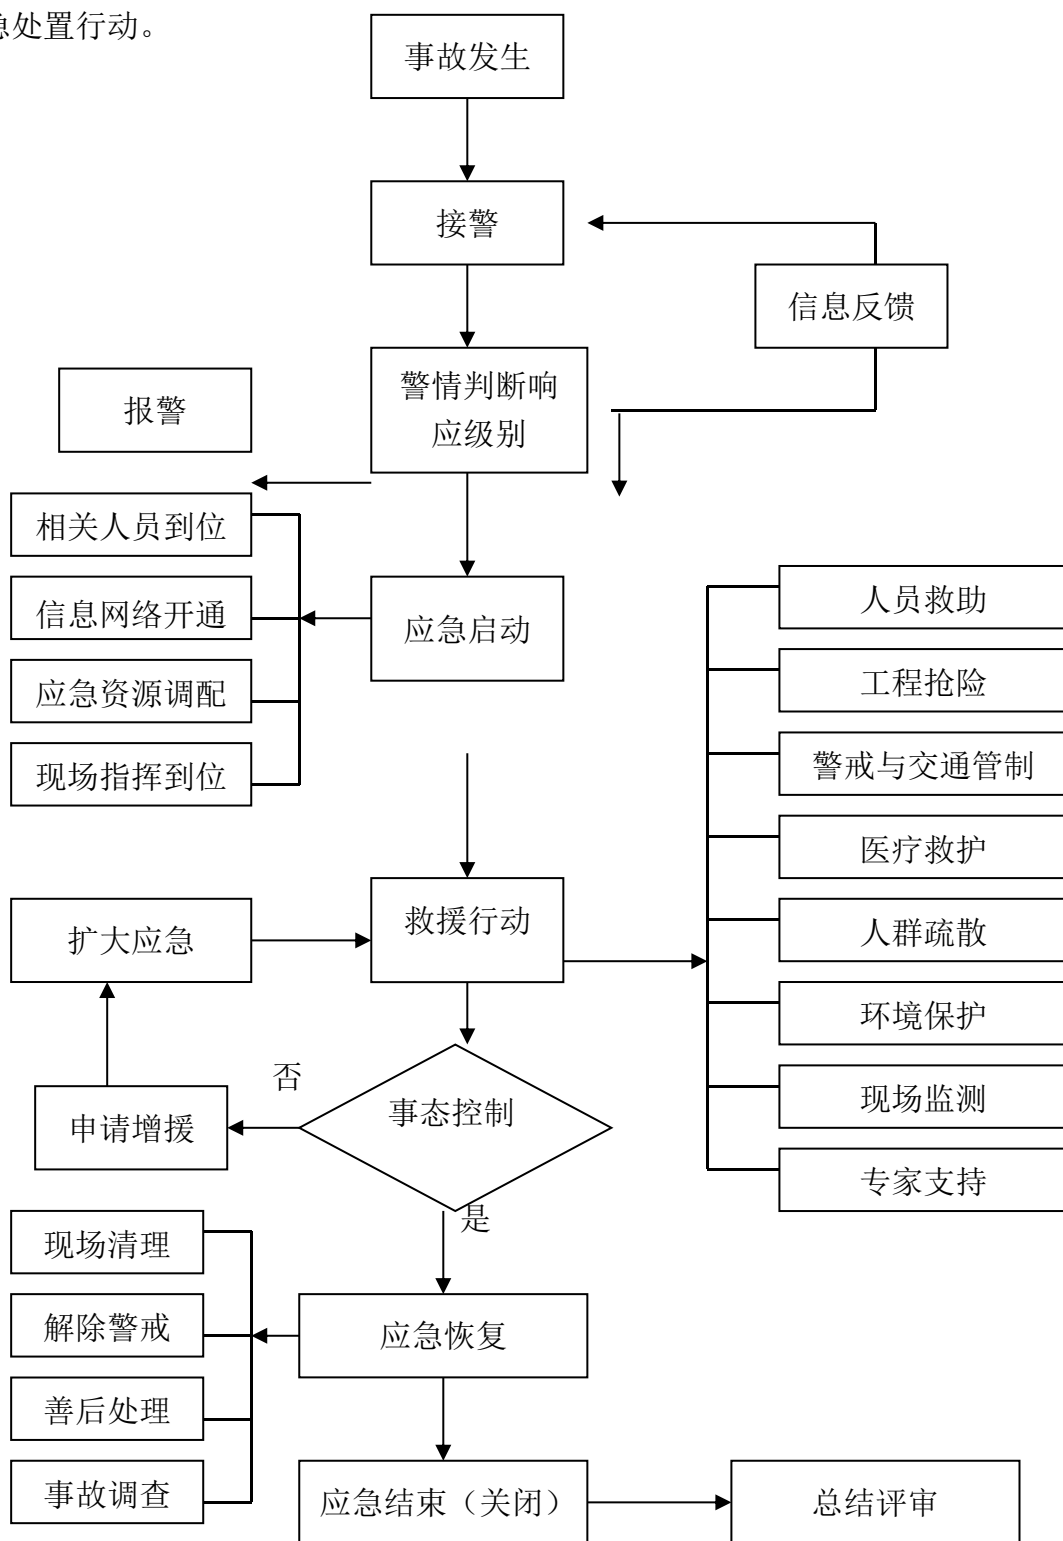 急处置行动。
事故发生
接警
信息反馈
警情判断响
应级别
报警
相关人员到位
信息网络开通
应急资源调配
现场指挥到位
应急启动
人员救助
工程抢险
警戒与交通管制
医疗救护
人群疏散
环境保护
现场监测
专家支持
扩大应急
救援行动
否
事态控制
申请增援
是
现场清理
解除警戒
善后处理
事故调查
应急恢复
应急结束（关闭）
总结评审